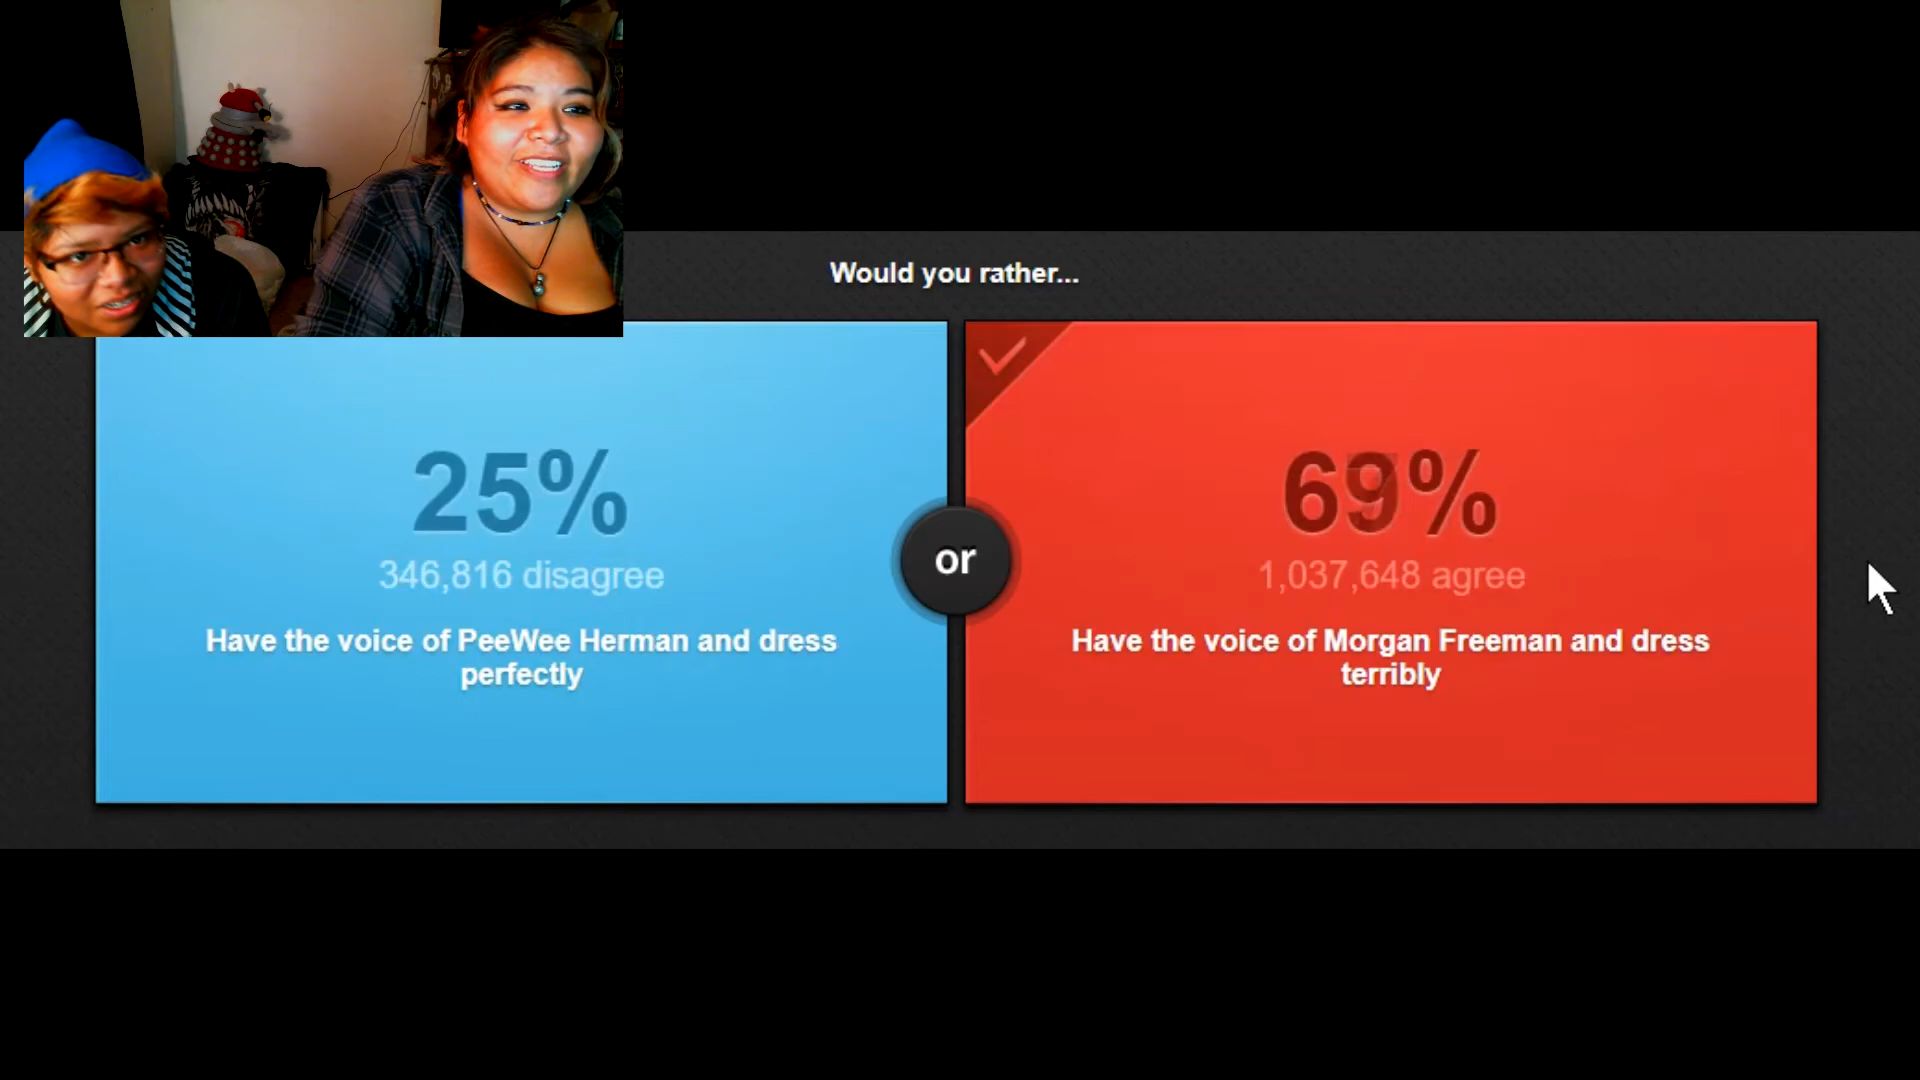 Would you rather...
25%
346,816 disagree
Have the voice of PeeWee Herman and dress
perfectly
or
69%
1,037,648 agree
Have the voice of Morgan Freeman and dress
terribly